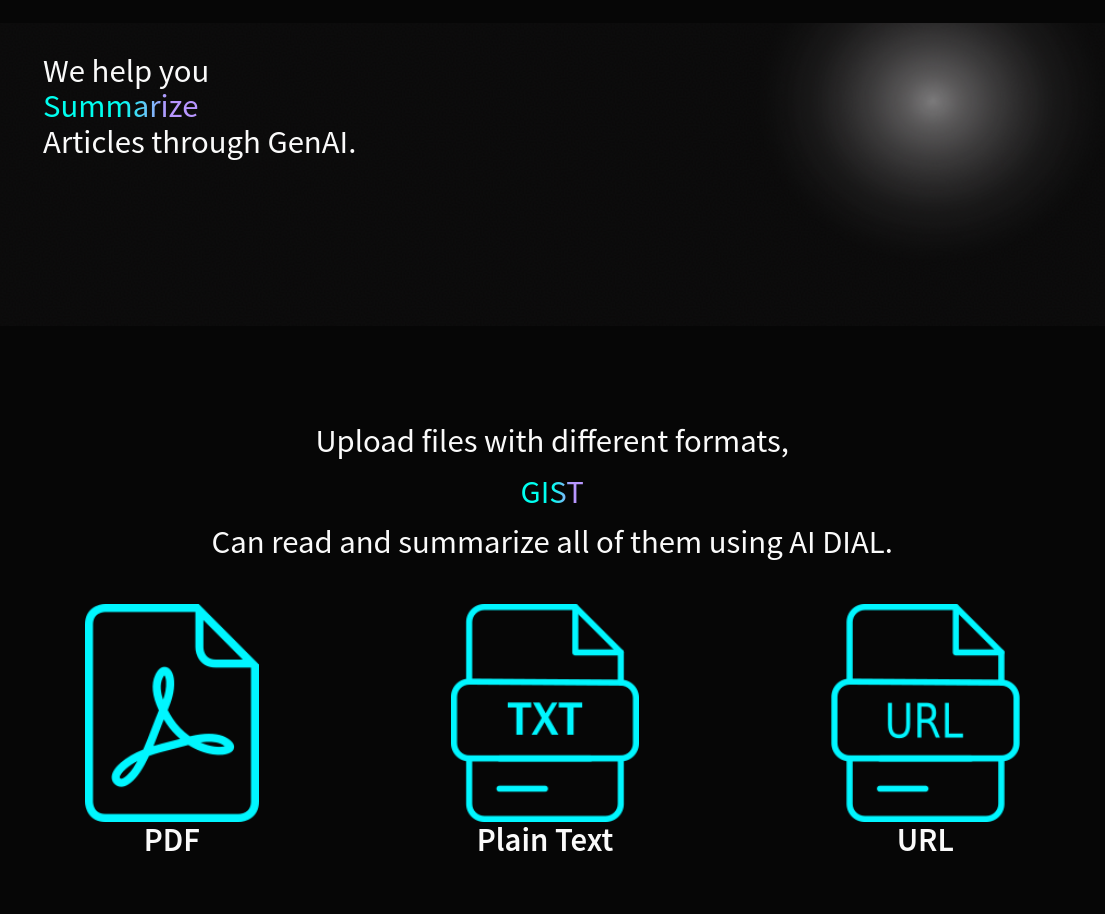 We help you
Summarize
Articles through GenAI.
Upload files with different formats,
GIST
Can read and summarize all of them using AI DIAL.
TXT
URL
PDF
Plain Text
URL